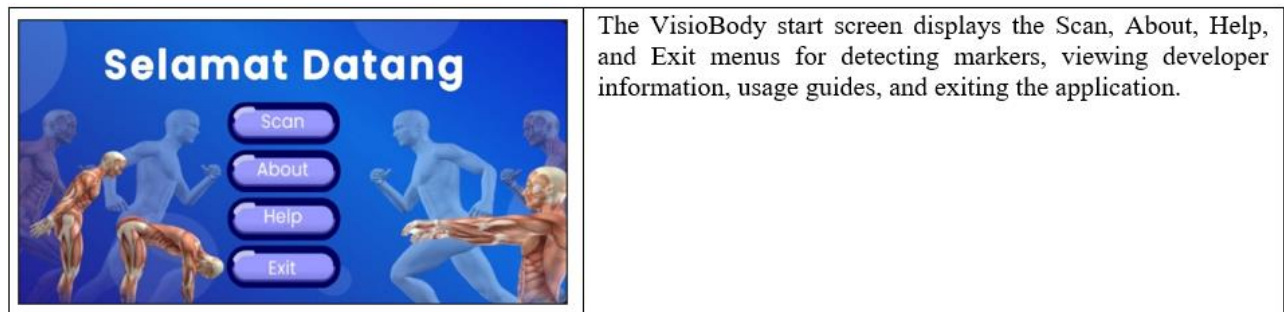 Selamat Datang
Scan
About
Help
Exit
The VisioBody start screen displays the Scan, About, Help,
and Exit menus for detecting markers, viewing developer
information, usage guides, and exiting the application.